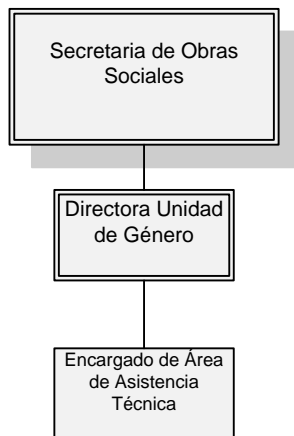 Secretaria de Obras
Sociales
Directora Unidad
de Género
Encargado de Área
de Asistencia
Técnica